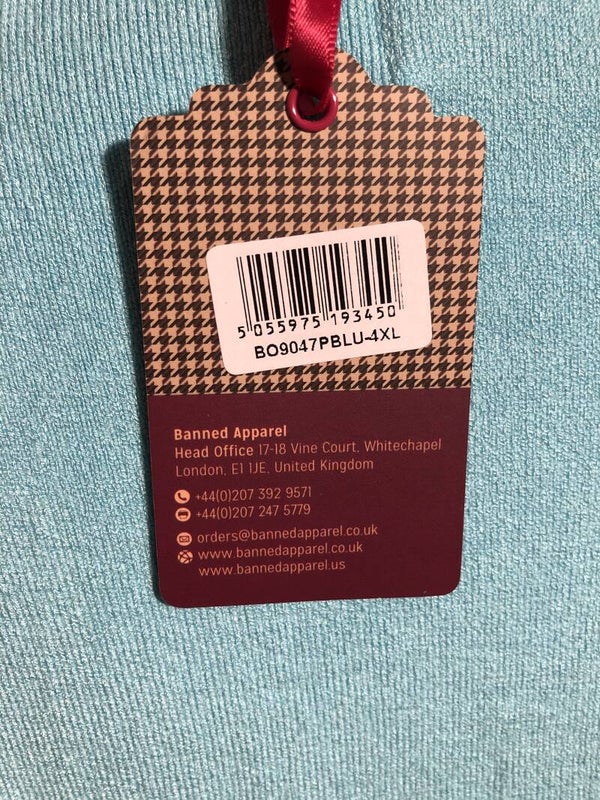 5 055975 193450
BO9047PBLU-4XL
Banned Apparel
Head Office 17-18 Vine Court, Whitechapel
London, E1 1JE, United Kingdom
+44(0)207 392 9571
+44(0)207 247 5779
orders@bannedapparel.co.uk
www.bannedapparel.co.uk
www.bannedapparel.us